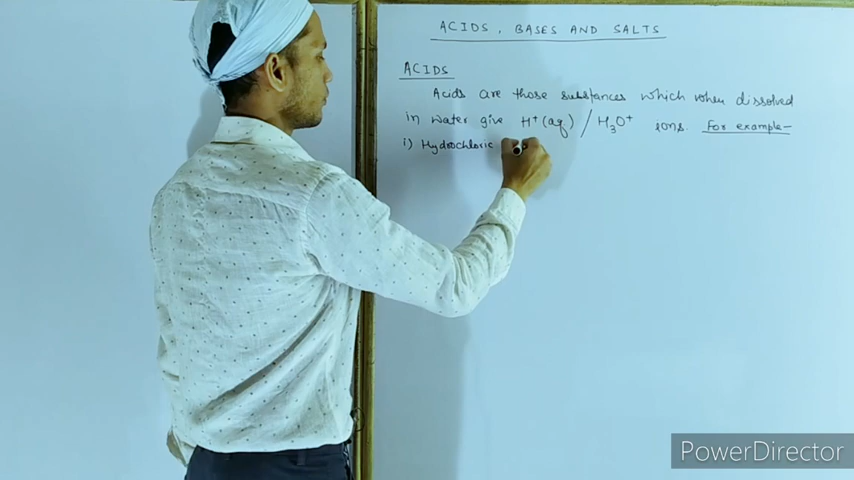 ACIDS, BASES AND SALTS
ACIDS
Acids are those substances which when dissolved
in water give H⁺(aq) / H₃O⁺ ions. For example-
i) Hydrochloric
PowerDirector